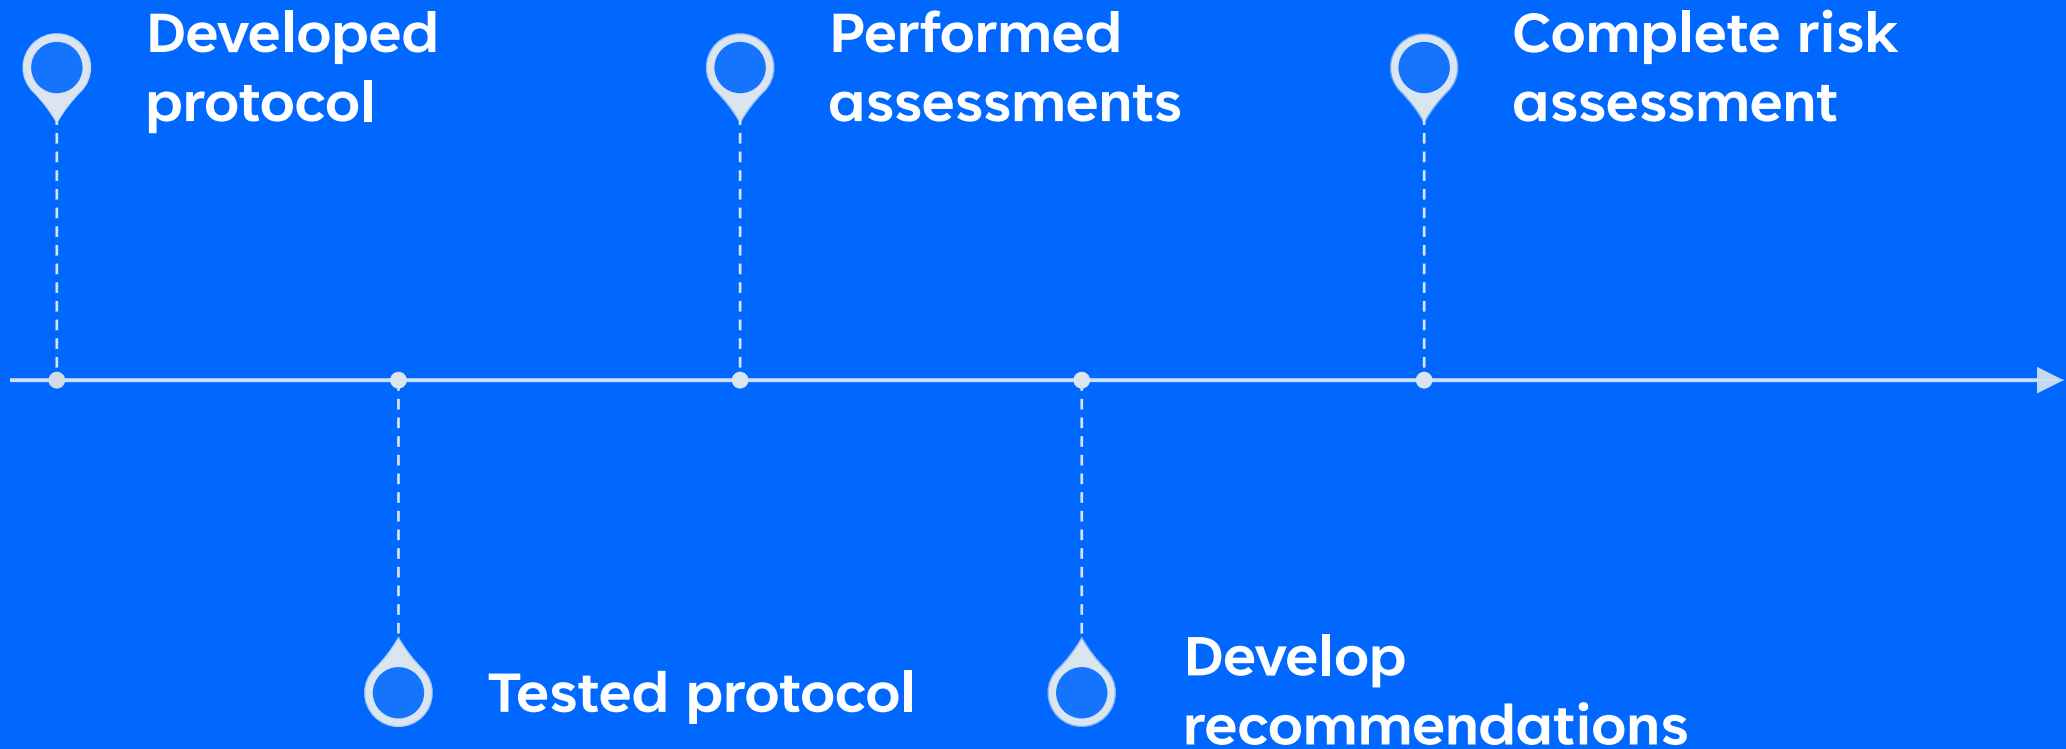 Developed
protocol
Performed
assessments
Complete risk
assessment
Tested protocol
Develop
recommendations